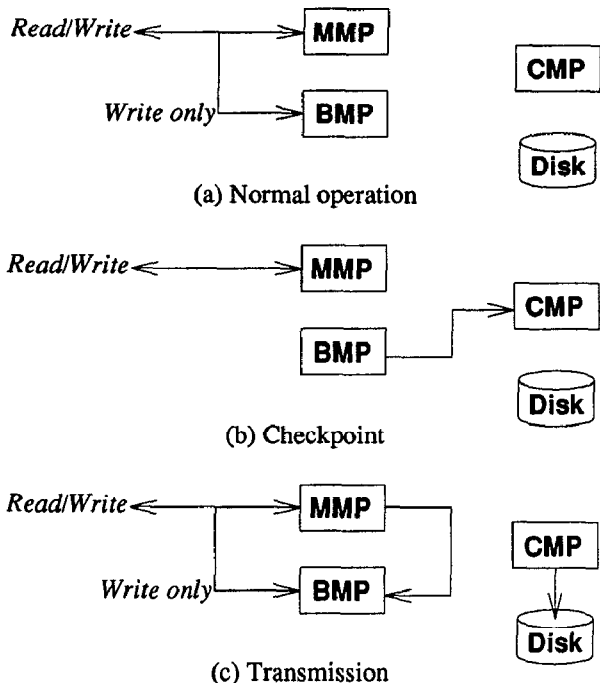 Read/Write
MMP
CMP
Write only
BMP
Disk
(a) Normal operation
Read/Write
MMP
CMP
BMP
Disk
(b) Checkpoint
Read/Write
MMP
CMP
Write only
BMP
Disk
(c) Transmission